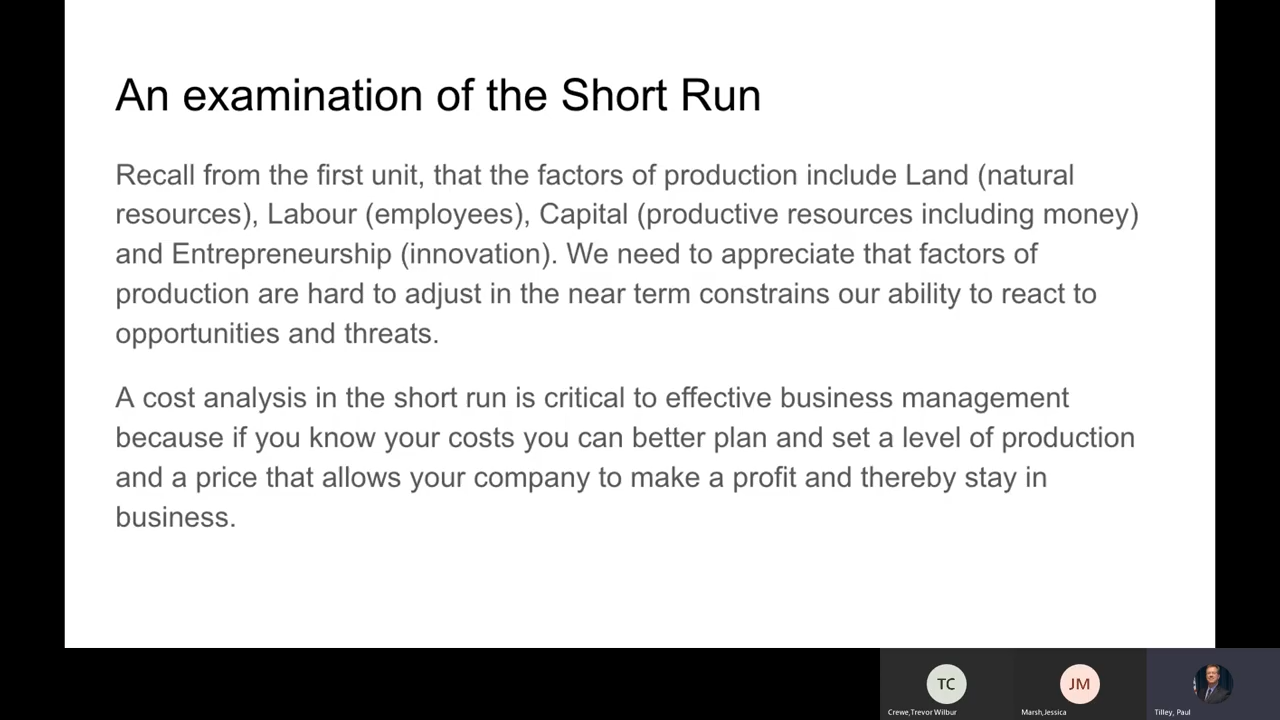 An examination of the Short Run
Recall from the first unit, that the factors of production include Land (natural
resources), Labour (employees), Capital (productive resources including money)
and Entrepreneurship (innovation). We need to appreciate that factors of
production are hard to adjust in the near term constrains our ability to react to
opportunities and threats.
A cost analysis in the short run is critical to effective business management
because if you know your costs you can better plan and set a level of production
and a price that allows your company to make a profit and thereby stay in
business.
TC
JM
Crewe,Trevor Wilbur
Marsh,Jessica
Tilley, Paul